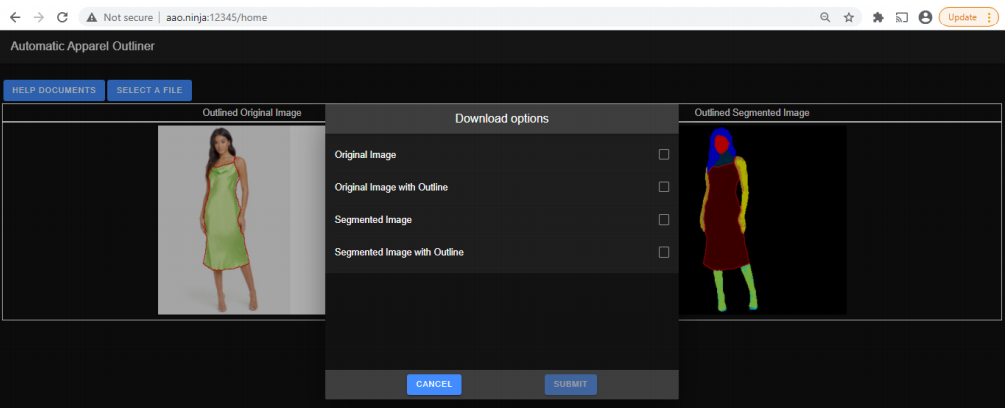 Not secure | aao.ninja:12345/home
Update
Automatic Apparel Outliner
HELP DOCUMENTS SELECT A FILE
Outlined Original Image
Outlined Segmented Image
Download options
Original Image
Original Image with Outline
Segmented Image
Segmented Image with Outline
CANCEL SUBMIT